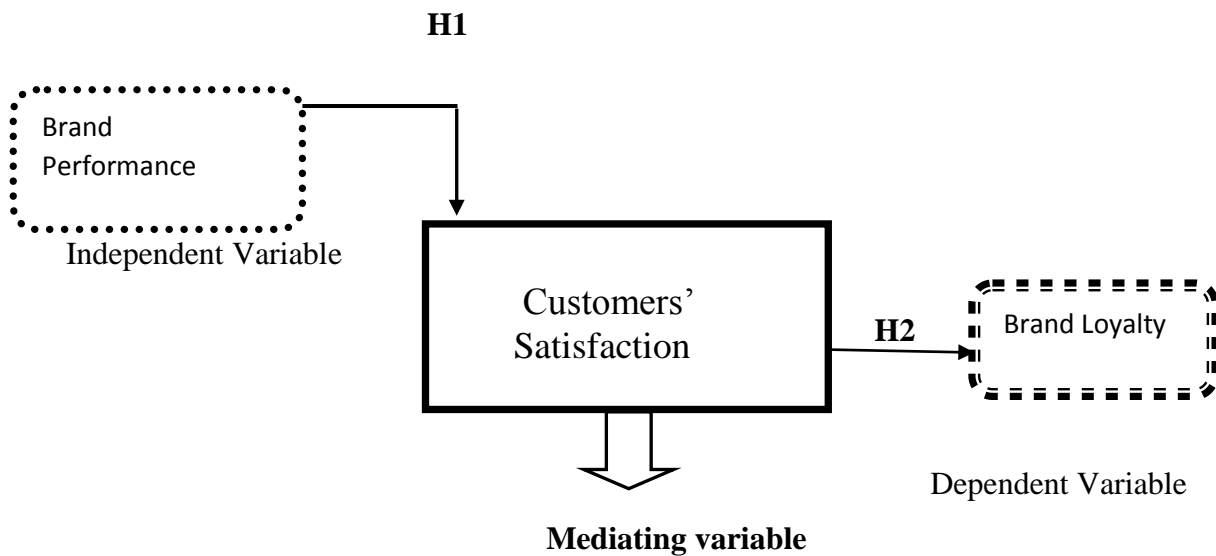 H1
Brand
Performance
Independent Variable
Customers’
Satisfaction
H2
Brand Loyalty
Dependent Variable
Mediating variable